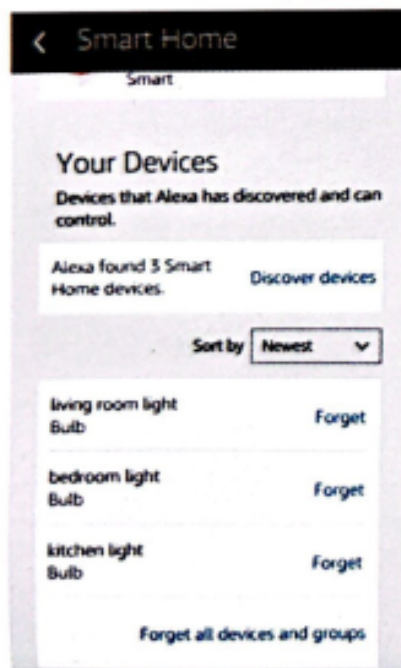 Smart Home
Smart
Your Devices
Devices that Alexa has discovered and can
control.
Alexa found 3 Smart
Home devices.
Discover devices
Sort by Newest
living room light
Bulb
Forget
bedroom light
Bulb
Forget
kitchen light
Bulb
Forget
Forget all devices and groups